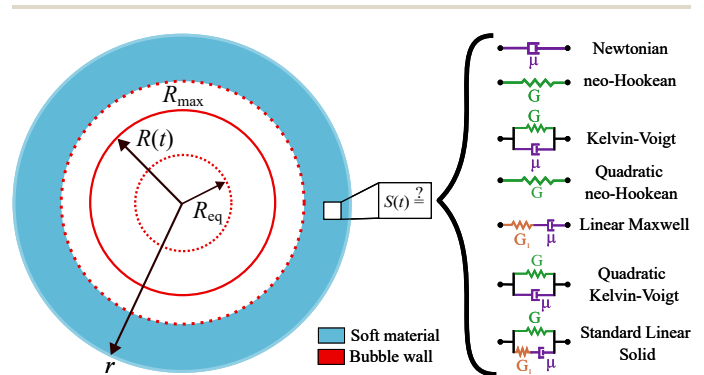 R_max
R(t)
R_eq
r
S(t) ≟
Soft material
Bubble wall
Newtonian
μ
neo-Hookean
G
G
Kelvin-Voigt
μ
Quadratic
neo-Hookean
G
Linear Maxwell
G₁ μ
G
Quadratic
Kelvin-Voigt
μ
G
Standard Linear
Solid
G₁ μ